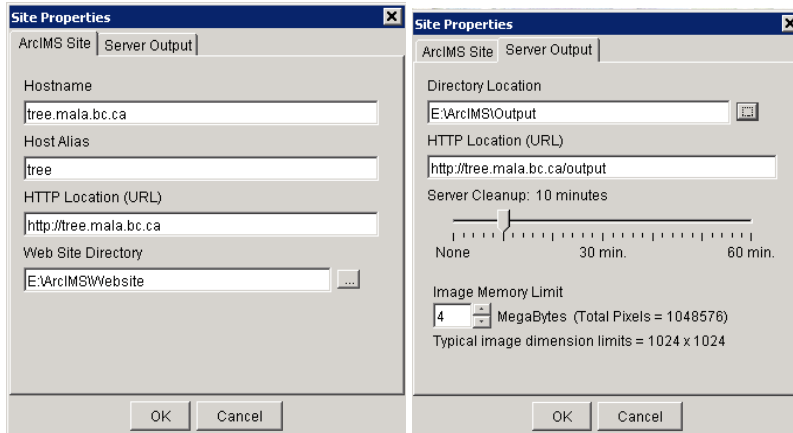 Site Properties
ArcIMS Site
Server Output
Hostname
tree.mala.bc.ca
Host Alias
tree
HTTP Location (URL)
http://tree.mala.bc.ca
Web Site Directory
E:\ArcIMS\Website
...
OK
Cancel
Site Properties
ArcIMS Site
Server Output
Directory Location
E:\ArcIMS\Output
...
HTTP Location (URL)
http://tree.mala.bc.ca/output
Server Cleanup: 10 minutes
None
30 min.
60 min.
Image Memory Limit
4 MegaBytes (Total Pixels = 1048576)
Typical image dimension limits = 1024 x 1024
OK
Cancel